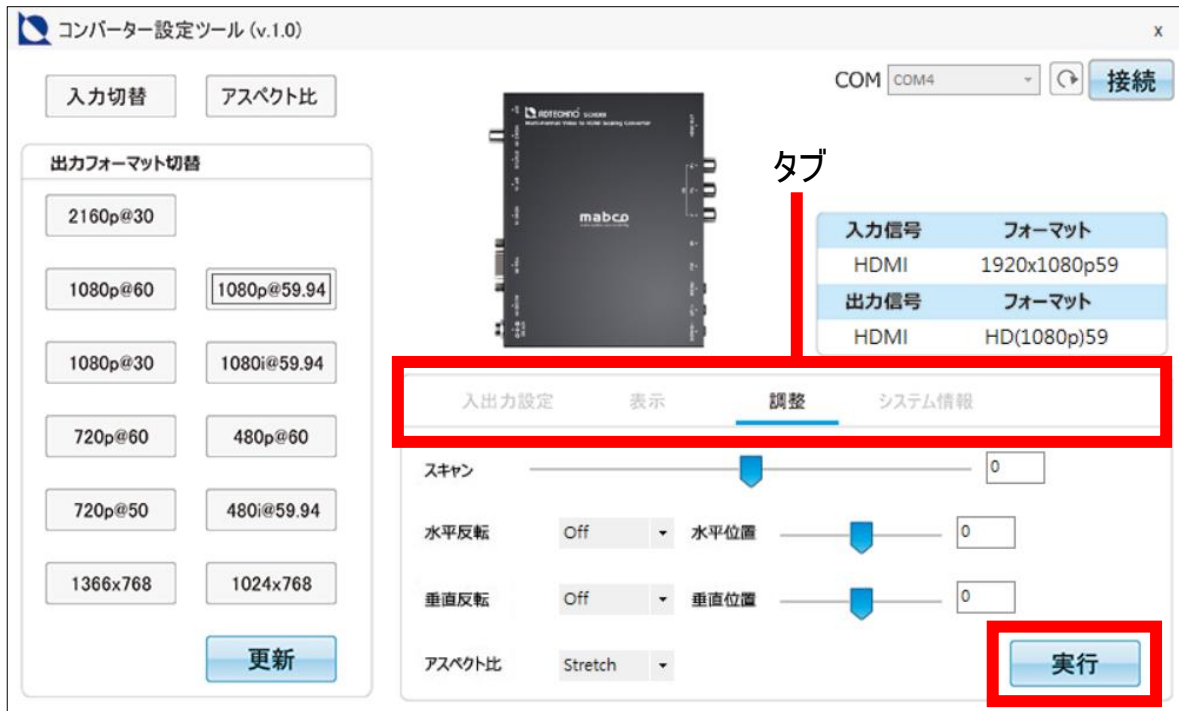 コンバーター設定ツール (v.1.0)
x
入力切替
アスペクト比
COM
COM4
接続
出力フォーマット切替
2160p@30
1080p@60
1080p@59.94
1080p@30
1080i@59.94
720p@60
480p@60
720p@50
480i@59.94
1366x768
1024x768
更新
mabco
タブ
入力信号 フォーマット
HDMI 1920x1080p59
出力信号 フォーマット
HDMI HD(1080p)59
入出力設定 表示 調整 システム情報
スキャン 0
水平反転 Off 水平位置 0
垂直反転 Off 垂直位置 0
アスペクト比 Stretch
実行